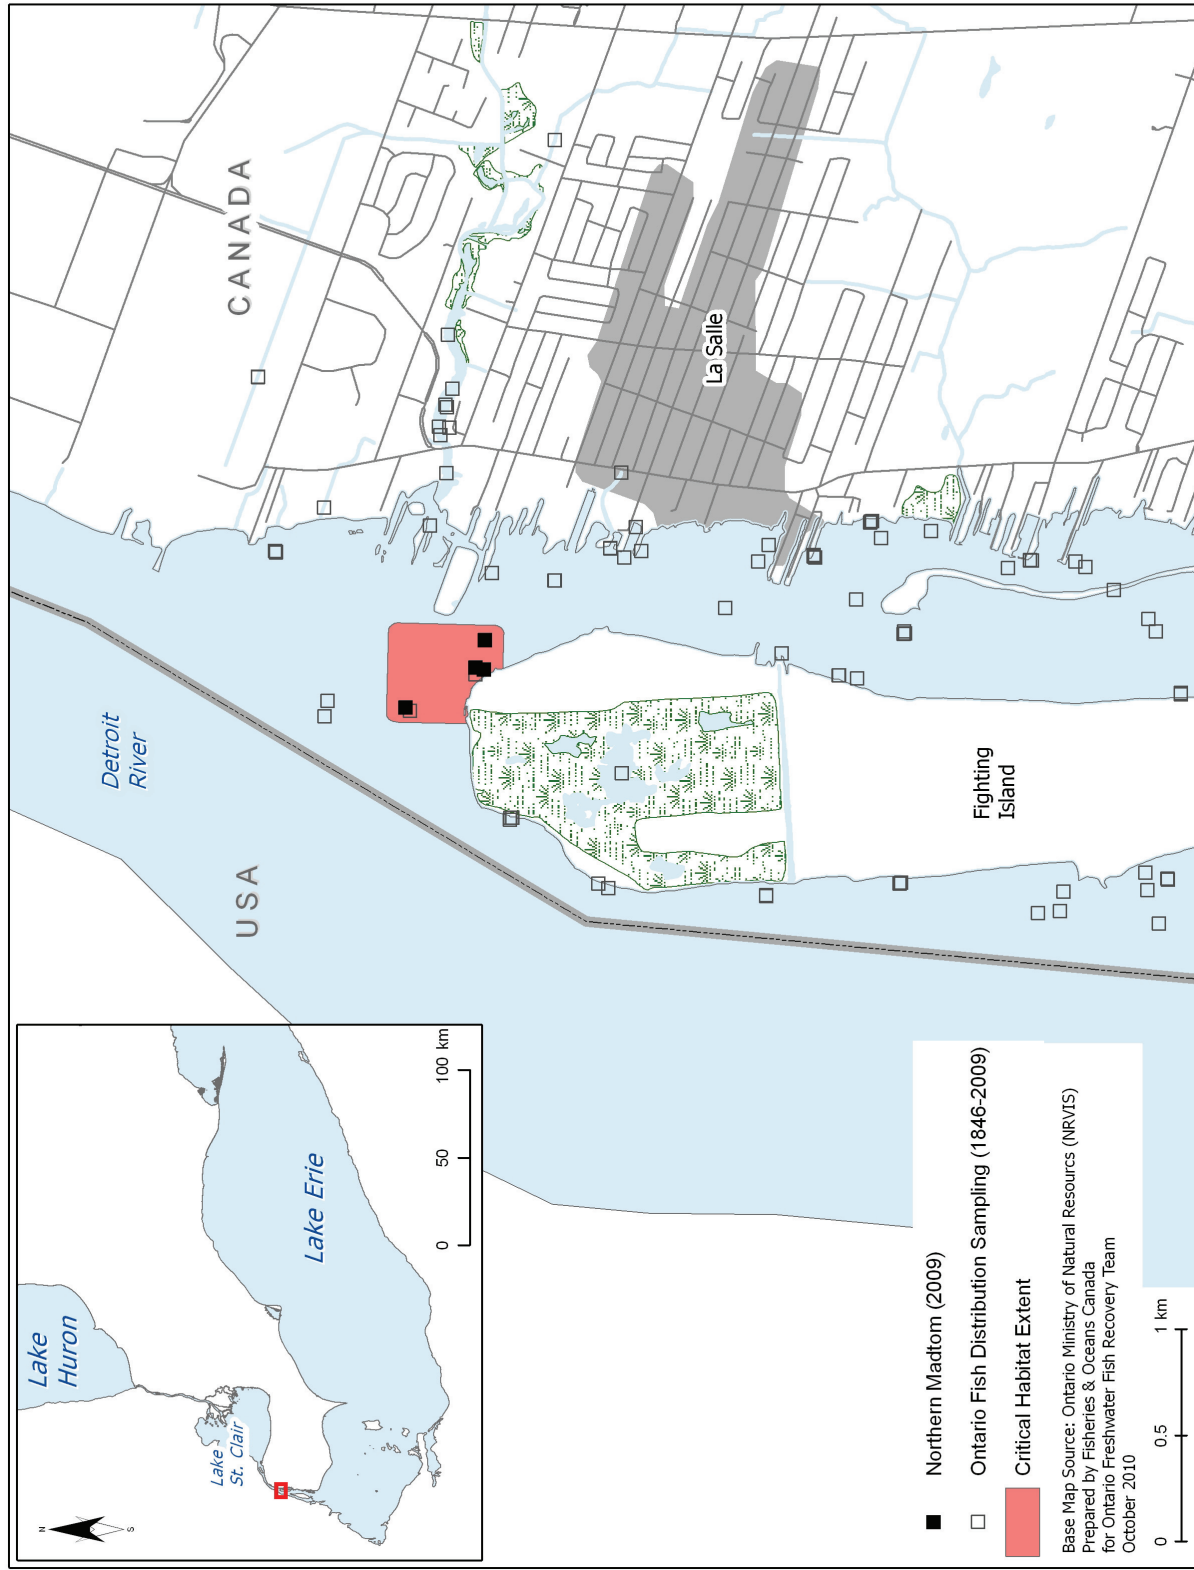 Lake
Huron
Lake
St. Clair
Lake Erie
N
S
0
50
100 km
Detroit
River
USA
CANADA
La Salle
Fighting
Island
Northern Madtom (2009)
Ontario Fish Distribution Sampling (1846-2009)
Critical Habitat Extent
Base Map Source: Ontario Ministry of Natural Resourcs (NRVIS)
Prepared by Fisheries & Oceans Canada
for Ontario Freshwater Fish Recovery Team
October 2010
0
0.5
1 km